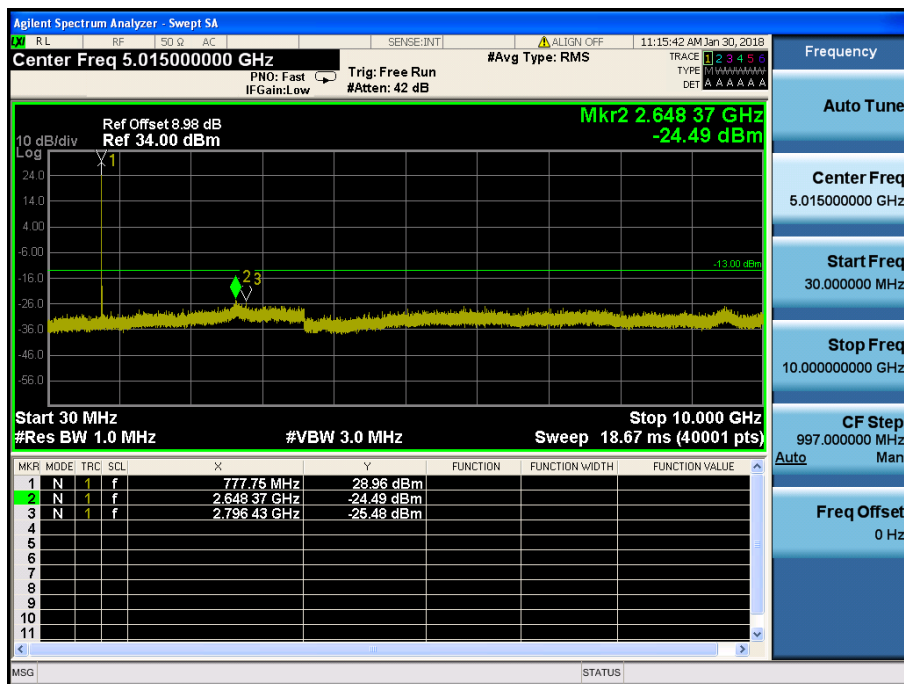 Agilent Spectrum Analyzer - Swept SA
LXI RL RF 50 Ω AC SENSE:INT ALIGN OFF 11:15:42 AM Jan 30, 2018
Center Freq 5.015000000 GHz
#Avg Type: RMS
TRACE 1 2 3 4 5 6
PNO: Fast Trig: Free Run
TYPE M
IFGain:Low #Atten: 42 dB
DET A A A A A A
Mkr2 2.648 37 GHz
Ref Offset 8.98 dB
-24.49 dBm
10 dB/div Ref 34.00 dBm
Log
1
24.0
14.0
4.00
-6.00
-13.00 dBm
-16.0
2 3
-26.0
-36.0
-46.0
-56.0
Start 30 MHz Stop 10.000 GHz
#Res BW 1.0 MHz #VBW 3.0 MHz Sweep 18.67 ms (40001 pts)
MKR MODE TRC SCL X Y FUNCTION FUNCTION WIDTH FUNCTION VALUE
1 N 1 f 777.75 MHz 28.96 dBm
2 N 1 f 2.648 37 GHz -24.49 dBm
3 N 1 f 2.796 43 GHz -25.48 dBm
4
5
6
7
8
9
10
11
MSG STATUS
Frequency
Auto Tune
Center Freq
5.015000000 GHz
Start Freq
30.000000 MHz
Stop Freq
10.000000000 GHz
CF Step
997.000000 MHz
Auto Man
Freq Offset
0 Hz